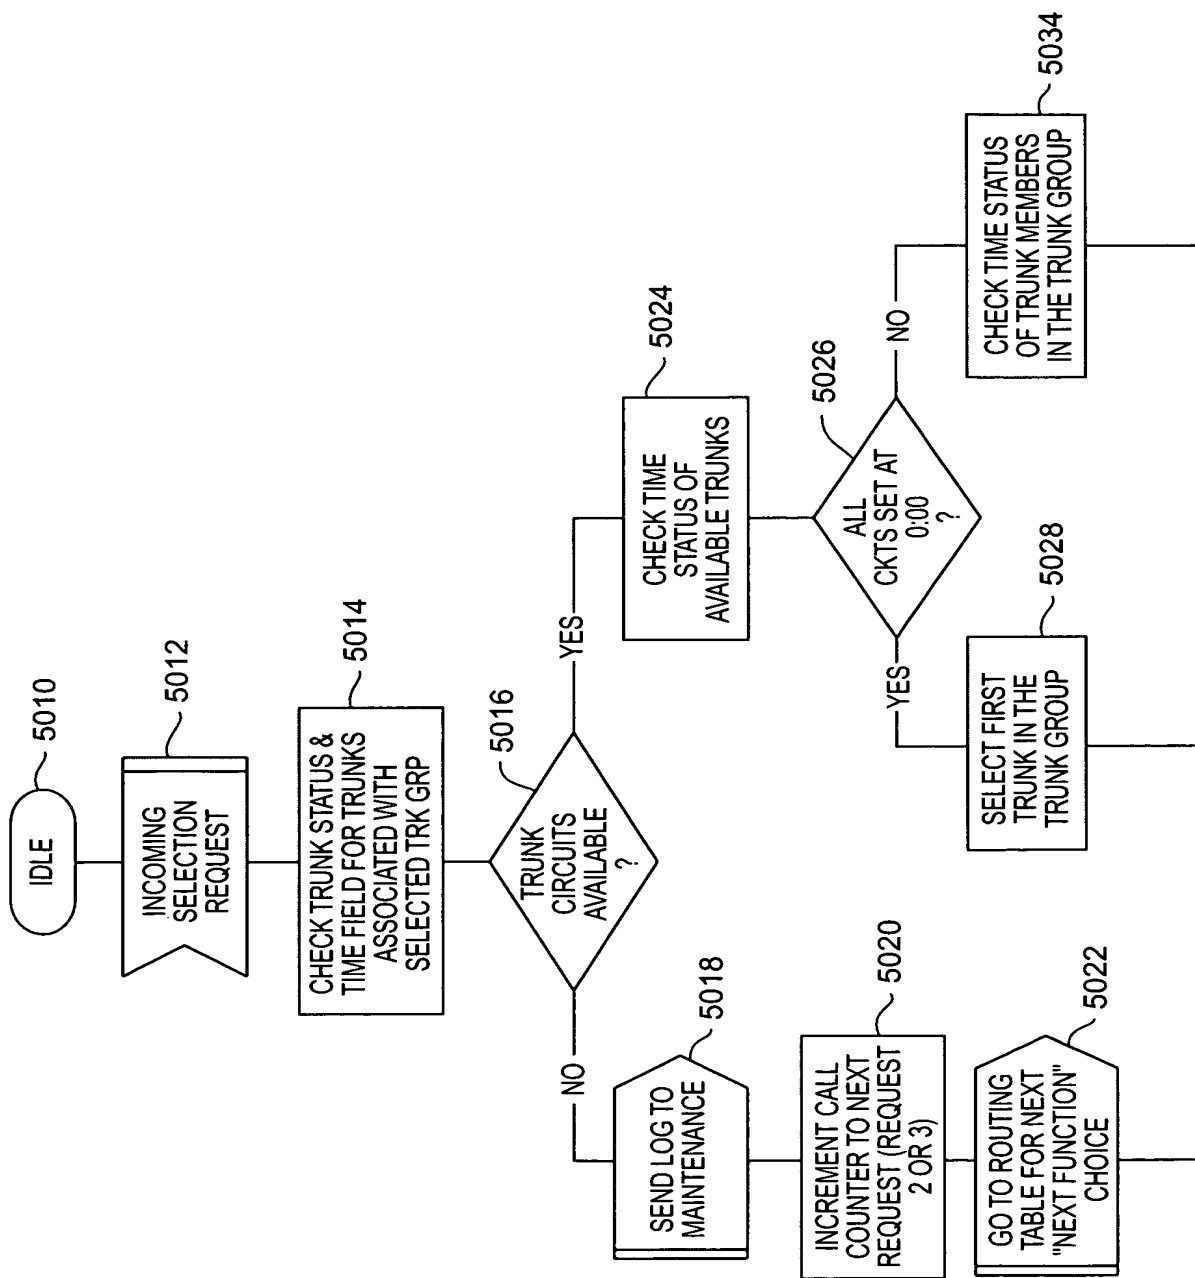 IDLE
5010
INCOMING
SELECTION
REQUEST
5012
CHECK TRUNK STATUS &
TIME FIELD FOR TRUNKS
ASSOCIATED WITH
SELECTED TRK GRP
5014
TRUNK
CIRCUITS
AVAILABLE
?
5016
NO
YES
SEND LOG TO
MAINTENANCE
5018
INCREMENT CALL
COUNTER TO NEXT
REQUEST (REQUEST
2 OR 3)
5020
GO TO ROUTING
TABLE FOR NEXT
"NEXT FUNCTION"
CHOICE
5022
CHECK TIME
STATUS OF
AVAILABLE TRUNKS
5024
ALL
CKTS SET AT
0:00
?
5026
YES
NO
SELECT FIRST
TRUNK IN THE
TRUNK GROUP
5028
CHECK TIME STATUS
OF TRUNK MEMBERS
IN THE TRUNK GROUP
5034